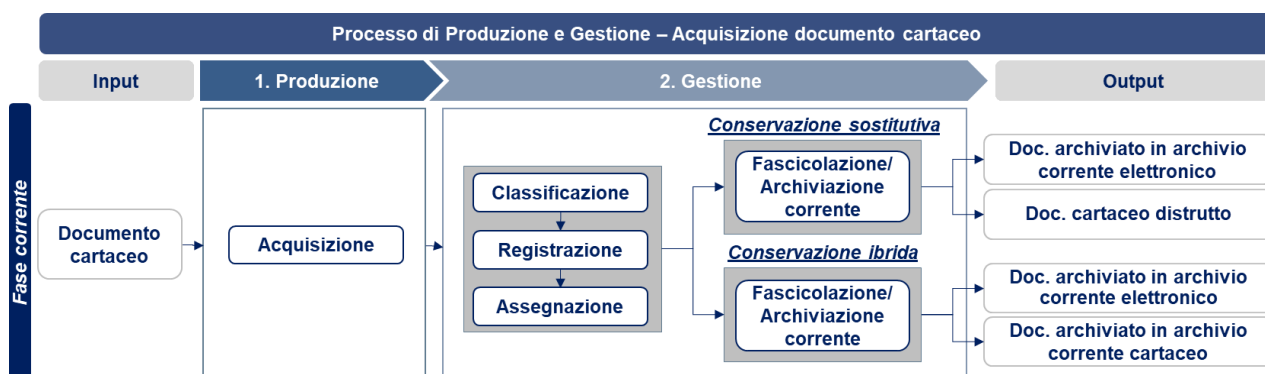 Processo di Produzione e Gestione – Acquisizione documento cartaceo
Input
1. Produzione
2. Gestione
Output
Fase corrente
Documento
cartaceo
Acquisizione
Classificazione
Registrazione
Assegnazione
Conservazione sostitutiva
Fascicolazione/
Archiviazione
corrente
Conservazione ibrida
Fascicolazione/
Archiviazione
corrente
Doc. archiviato in archivio
corrente elettronico
Doc. cartaceo distrutto
Doc. archiviato in archivio
corrente elettronico
Doc. archiviato in archivio
corrente cartaceo